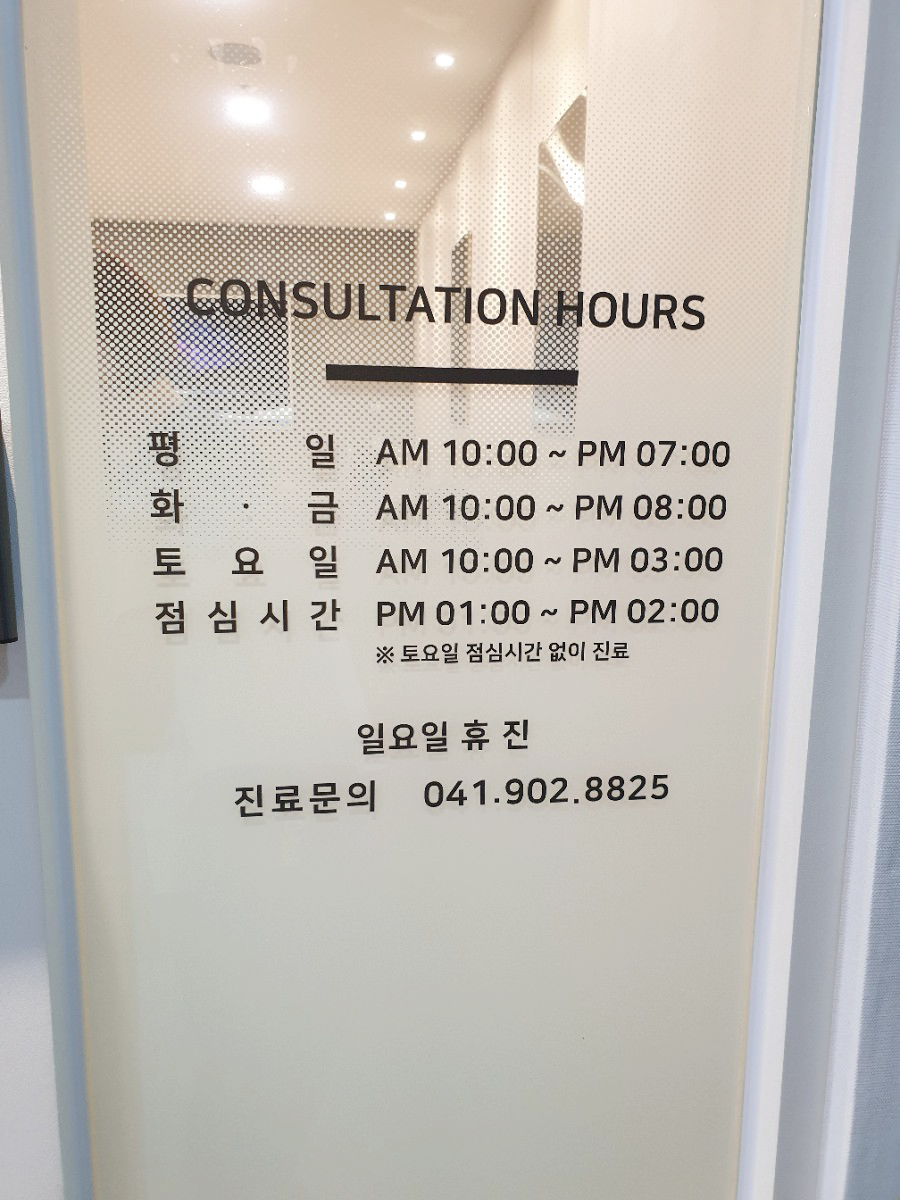 CONSULTATION HOURS
평 일 AM 10:00 ~ PM 07:00
화 · 금 AM 10:00 ~ PM 08:00
토 요 일 AM 10:00 ~ PM 03:00
점 심 시 간 PM 01:00 ~ PM 02:00
※ 토요일 점심시간 없이 진료
일요일 휴 진
진료문의 041.902.8825